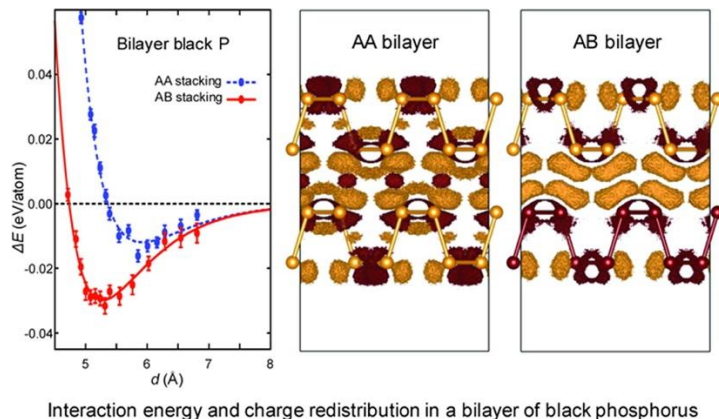 Bilayer black P
AA stacking
AB stacking
0.04
0.02
0.00
-0.02
-0.04
ΔE (eV/atom)
5
6
7
8
d (Å)
AA bilayer
AB bilayer
Interaction energy and charge redistribution in a bilayer of black phosphorus